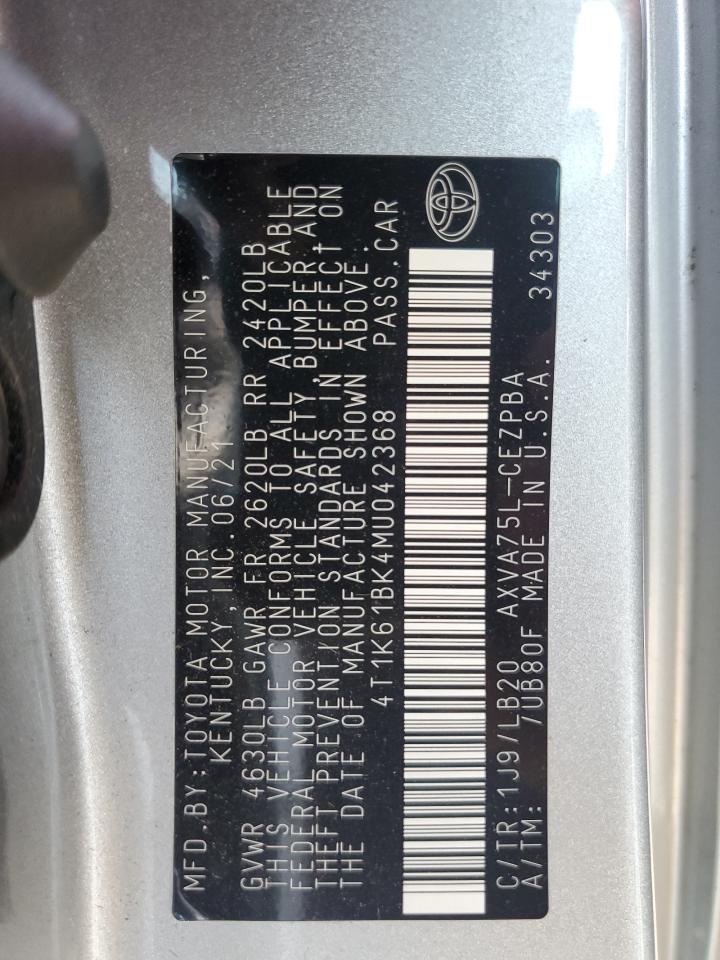 MFD.BY:TOYOTA MOTOR MANUFACTURING,
KENTUCKY,INC.06/21
GVWR 4630LB GAWR FR 2620LB RR 2420LB
THIS VEHICLE CONFORMS TO ALL APPLICABLE
FEDERAL MOTOR VEHICLE SAFETY,BUMPER,AND
THEFT PREVENTION STANDARDS IN EFFECT ON
THE DATE OF MANUFACTURE SHOWN ABOVE.
4T1K61BK4MU042368 PASS.CAR
C/TR:1J9/LB20 AXVA75L-CEZPBA
A/TM: /UB80F MADE IN U.S.A. 34303